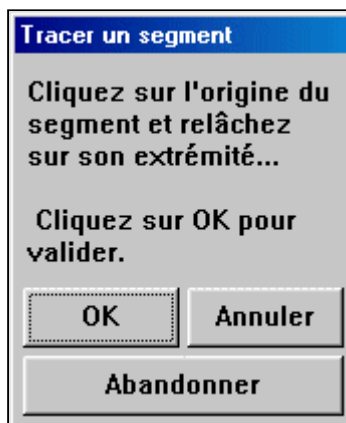 Tracer un segment
Cliquez sur l'origine du
segment et relâchez
sur son extrémité...
Cliquez sur OK pour
valider.
OK
Annuler
Abandonner